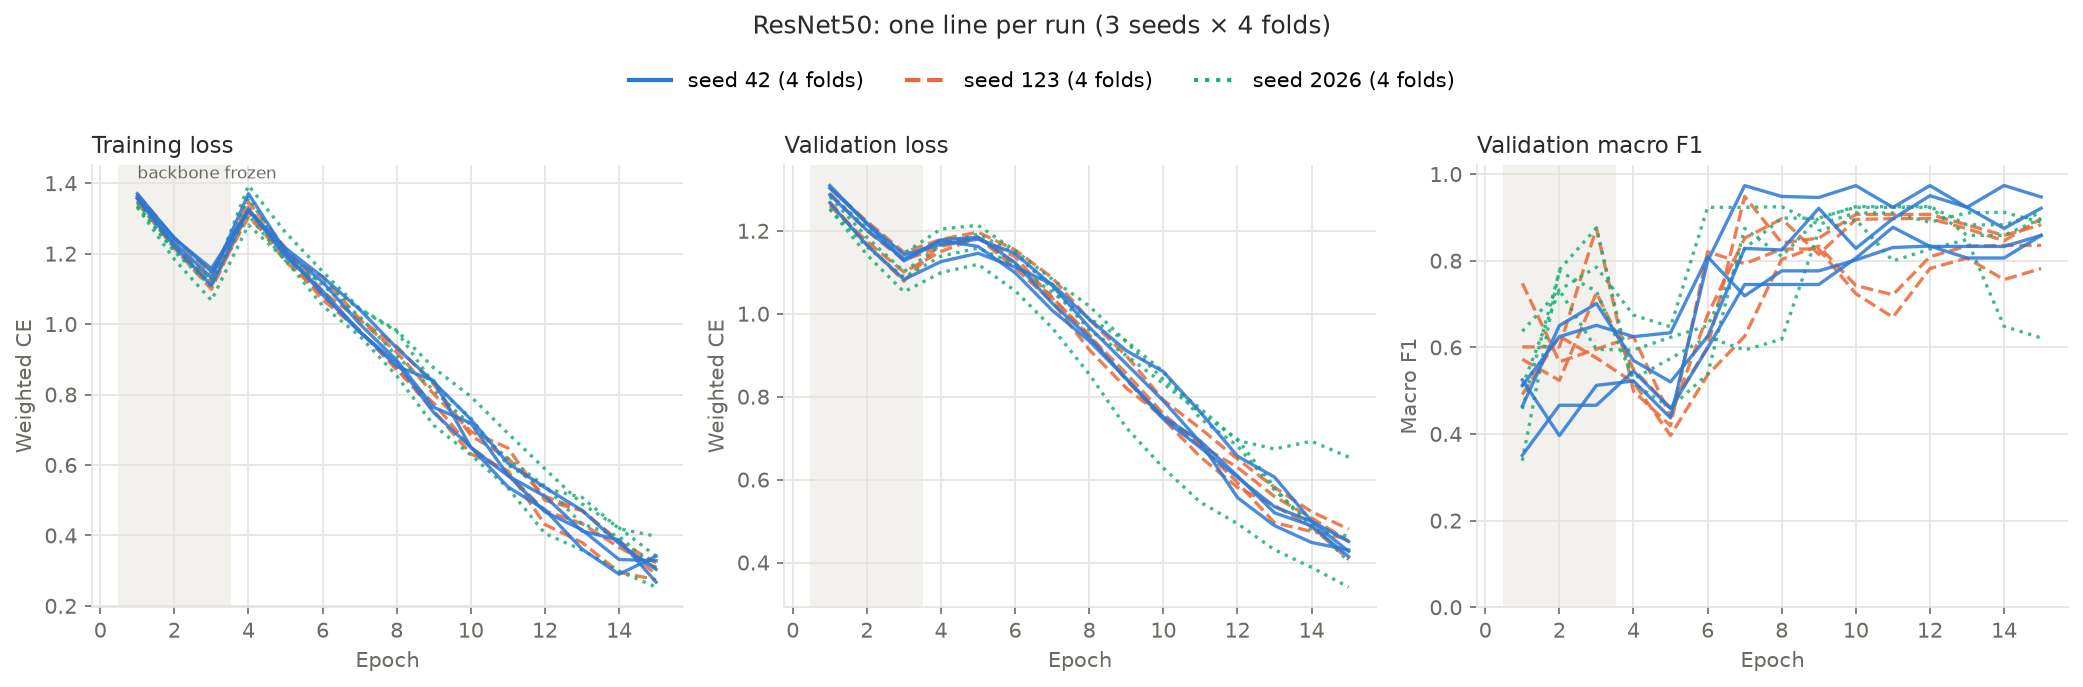 ResNet50: one line per run (3 seeds × 4 folds)
seed 42 (4 folds) seed 123 (4 folds) seed 2026 (4 folds)
Training loss
backbone frozen
Weighted CE
1.4
1.2
1.0
0.8
0.6
0.4
0.2
0 2 4 6 8 10 12 14
Epoch
Validation loss
Weighted CE
1.2
1.0
0.8
0.6
0.4
0 2 4 6 8 10 12 14
Epoch
Validation macro F1
Macro F1
1.0
0.8
0.6
0.4
0.2
0.0
0 2 4 6 8 10 12 14
Epoch